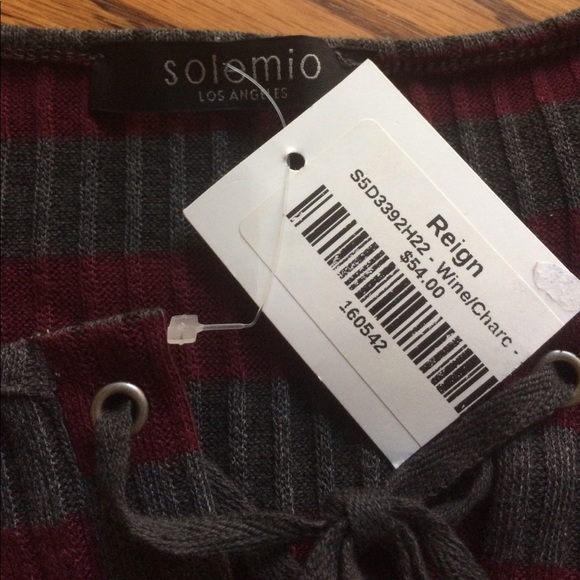 solemio
LOS ANGELES
Reign
S5D3392H22 - Wine/Charc -
$54.00
160542